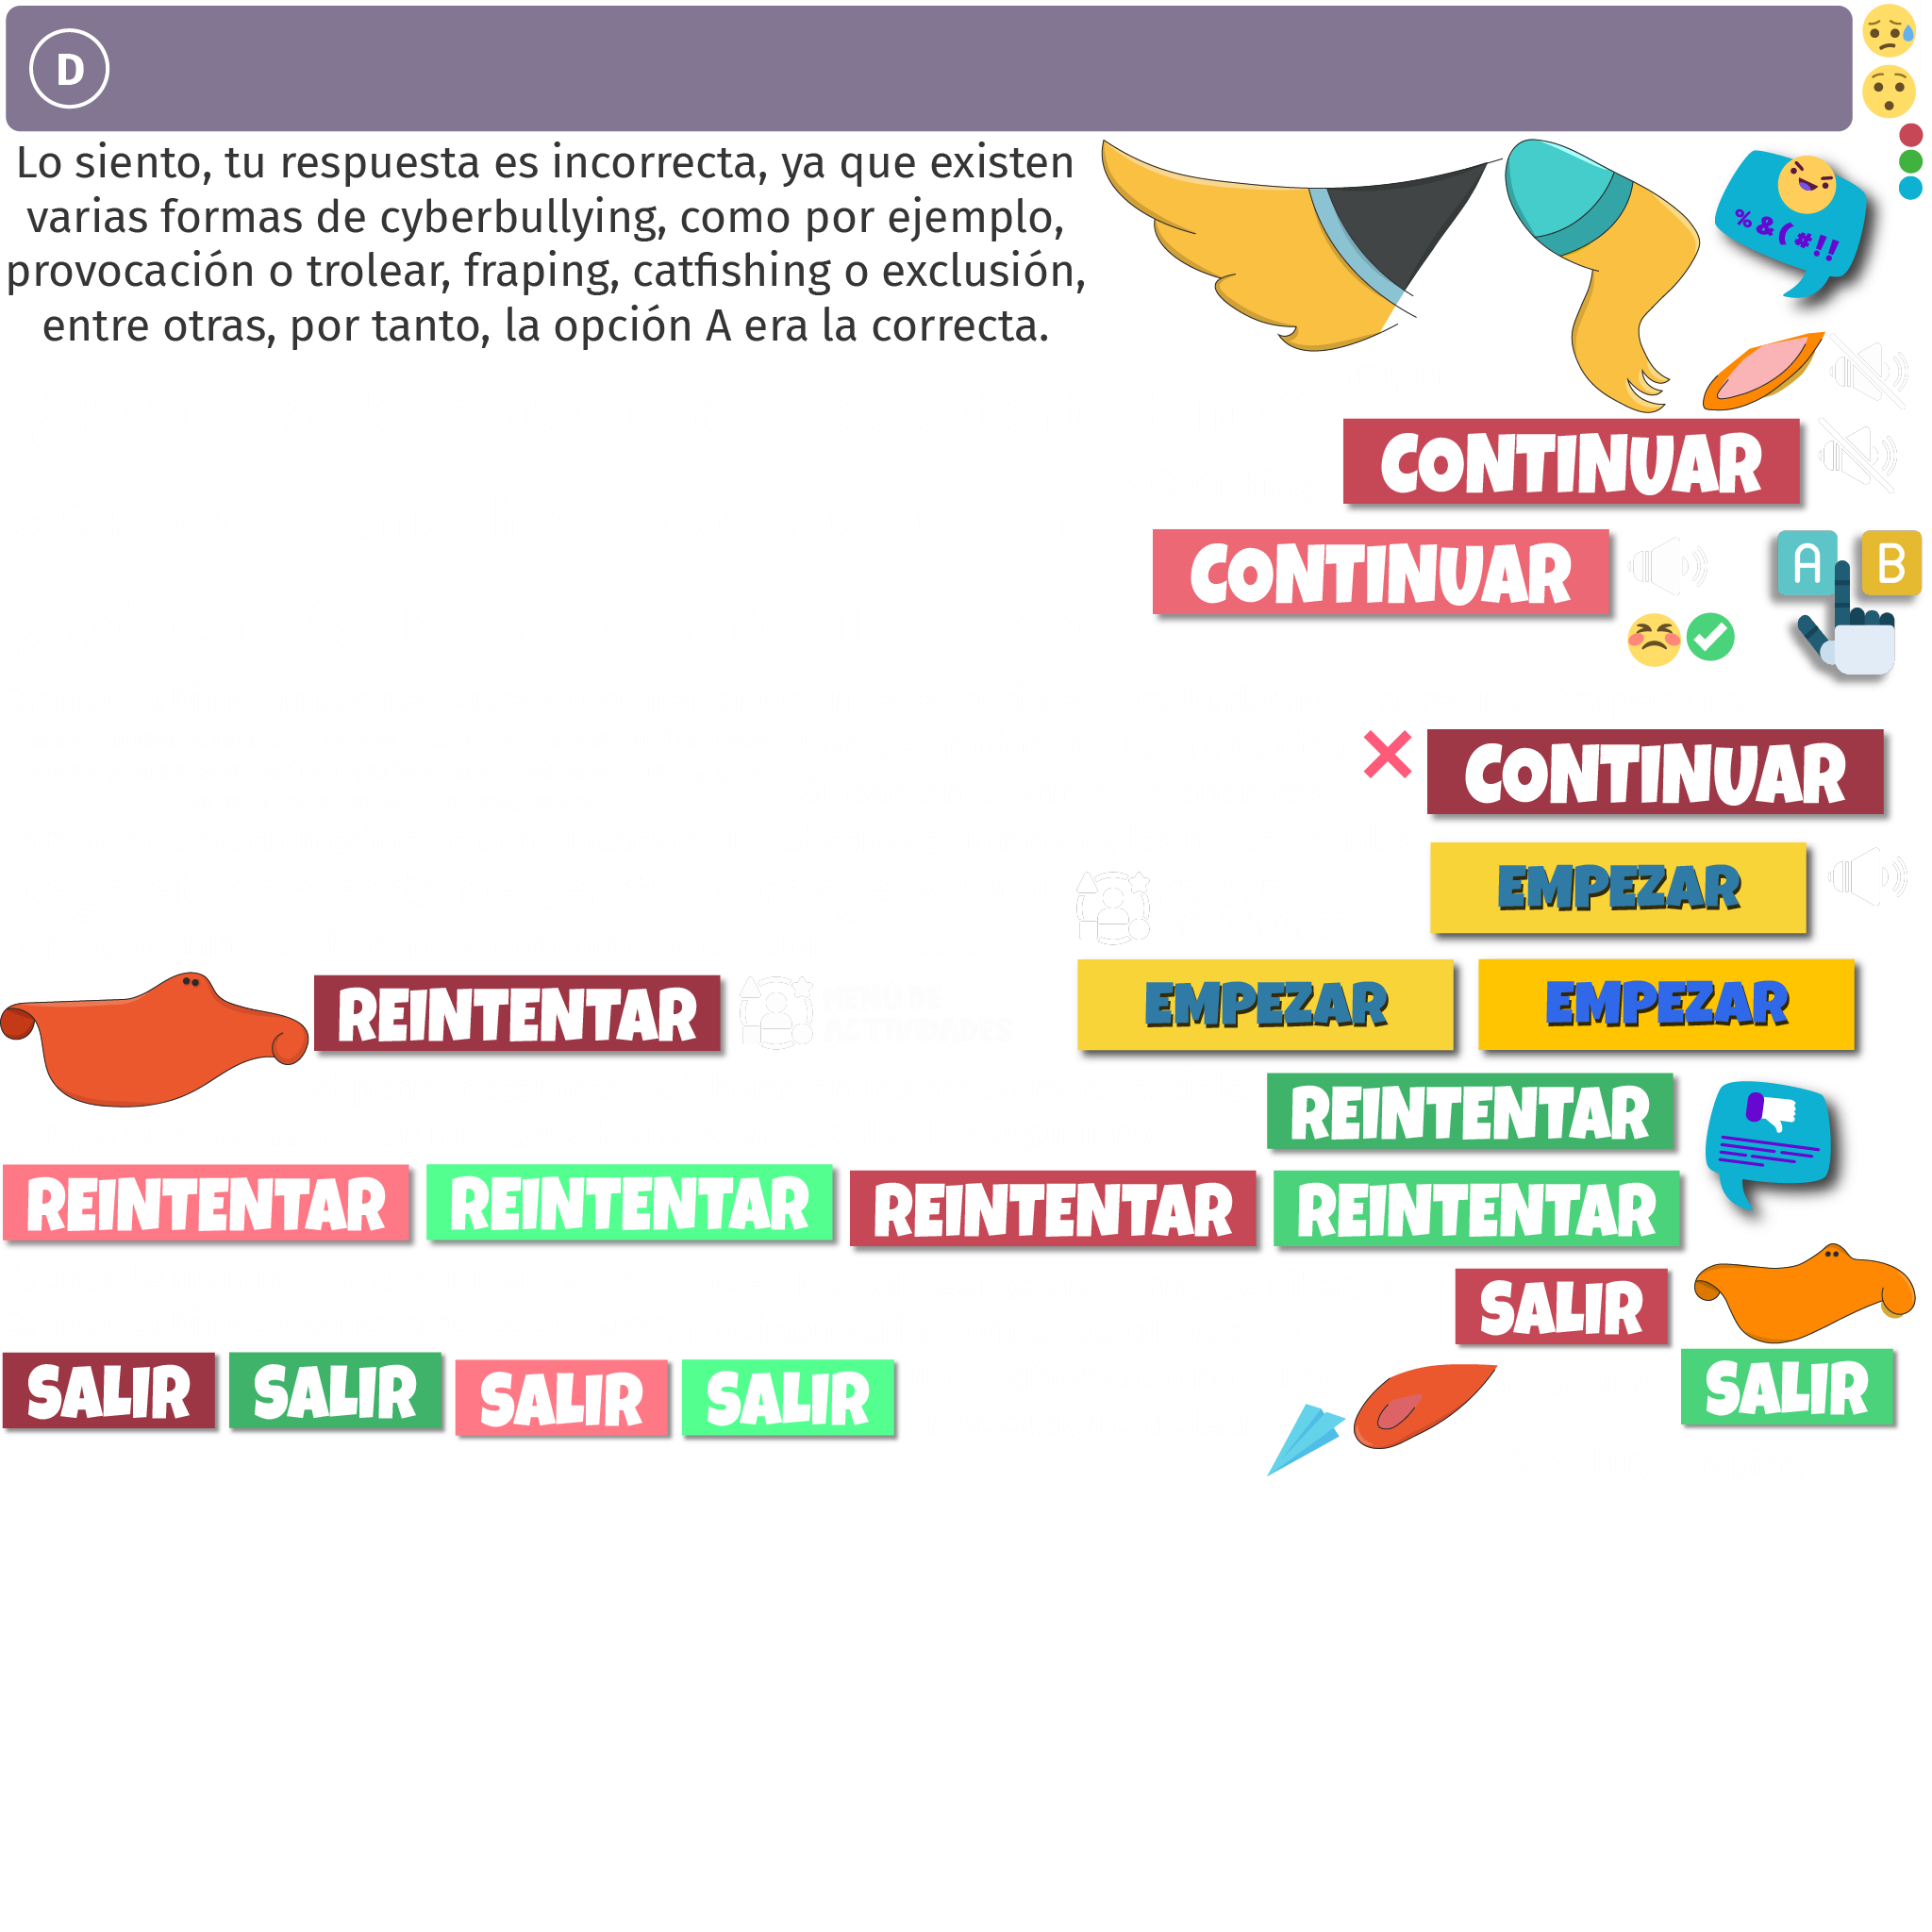 D
Lo siento, tu respuesta es incorrecta, ya que existen
varias formas de cyberbullying, como por ejemplo,
provocación o trolear, fraping, catfishing o exclusión,
entre otras, por tanto, la opción A era la correcta.
%&(#!!
CONTINUAR
CONTINUAR
A B
CONTINUAR
EMPEZAR
REINTENTAR
EMPEZAR
EMPEZAR
REINTENTAR
REINTENTAR
REINTENTAR
REINTENTAR
REINTENTAR
SALIR
SALIR
SALIR
SALIR
SALIR
SALIR